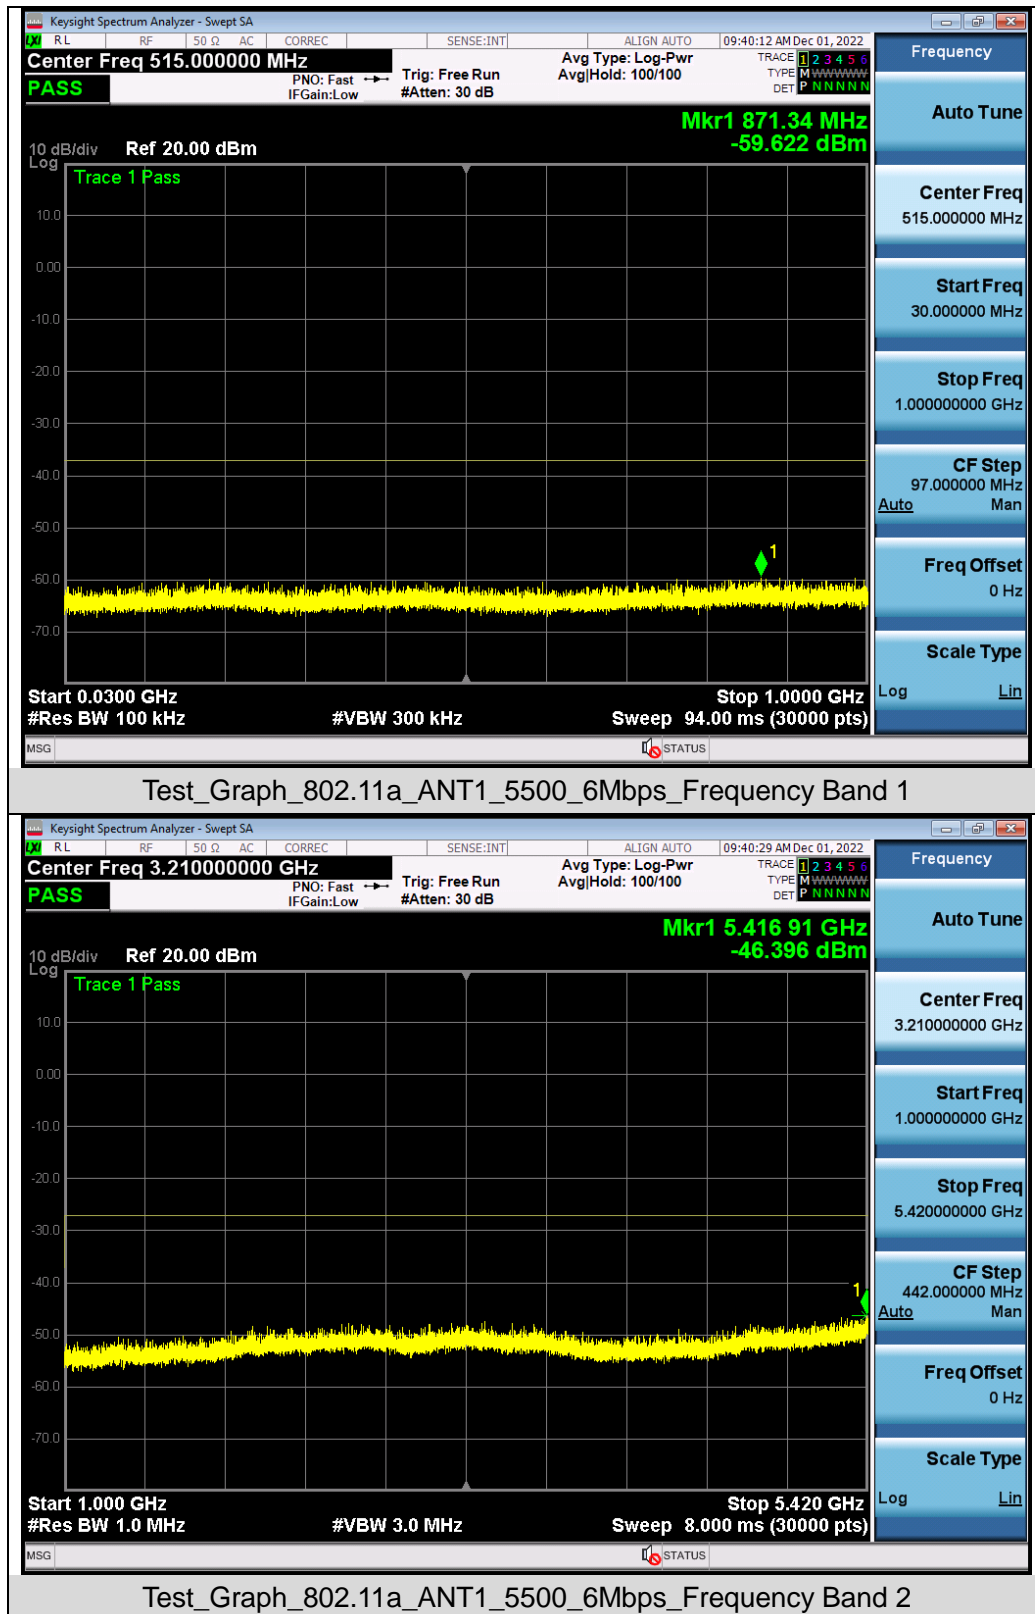 Keysight Spectrum Analyzer - Swept SA
LXI RL RF 50 Ω AC CORREC SENSE:INT ALIGN AUTO 09:40:12 AM Dec 01, 2022
Center Freq 515.000000 MHz
PASS
PNO: Fast
IFGain:Low
Trig: Free Run
#Atten: 30 dB
Avg Type: Log-Pwr
Avg|Hold: 100/100
TRACE 1 2 3 4 5 6
TYPE M WWWWW
DET P N N N N N
Mkr1 871.34 MHz
-59.622 dBm
10 dB/div Ref 20.00 dBm
Log
Trace 1 Pass
10.0
0.00
-10.0
-20.0
-30.0
-40.0
-50.0
-60.0
-70.0
1
Start 0.0300 GHz Stop 1.0000 GHz
#Res BW 100 kHz #VBW 300 kHz Sweep 94.00 ms (30000 pts)
MSG STATUS
Frequency
Auto Tune
Center Freq
515.000000 MHz
Start Freq
30.000000 MHz
Stop Freq
1.000000000 GHz
CF Step
97.000000 MHz
Auto Man
Freq Offset
0 Hz
Scale Type
Log Lin
Test_Graph_802.11a_ANT1_5500_6Mbps_Frequency Band 1
Keysight Spectrum Analyzer - Swept SA
LXI RL RF 50 Ω AC CORREC SENSE:INT ALIGN AUTO 09:40:29 AM Dec 01, 2022
Center Freq 3.210000000 GHz
PASS
PNO: Fast
IFGain:Low
Trig: Free Run
#Atten: 30 dB
Avg Type: Log-Pwr
Avg|Hold: 100/100
TRACE 1 2 3 4 5 6
TYPE M WWWWW
DET P N N N N N
Mkr1 5.416 91 GHz
-46.396 dBm
10 dB/div Ref 20.00 dBm
Log
Trace 1 Pass
10.0
0.00
-10.0
-20.0
-30.0
-40.0
-50.0
-60.0
-70.0
1
Start 1.000 GHz Stop 5.420 GHz
#Res BW 1.0 MHz #VBW 3.0 MHz Sweep 8.000 ms (30000 pts)
MSG STATUS
Frequency
Auto Tune
Center Freq
3.210000000 GHz
Start Freq
1.000000000 GHz
Stop Freq
5.420000000 GHz
CF Step
442.000000 MHz
Auto Man
Freq Offset
0 Hz
Scale Type
Log Lin
Test_Graph_802.11a_ANT1_5500_6Mbps_Frequency Band 2